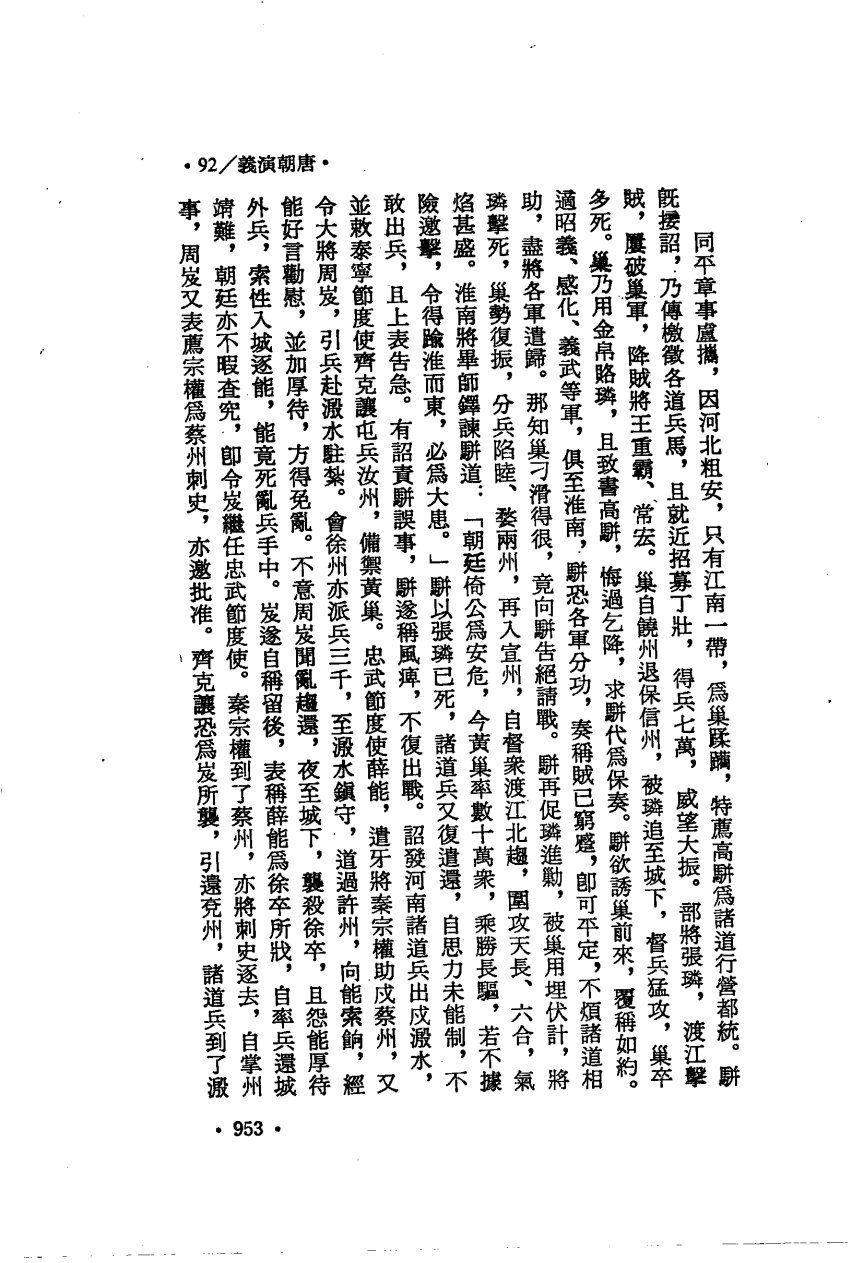 •92／義演朝唐•
同平章事盧攜，因河北粗安，只有江南一帶，爲巢蹂躪，特薦高駢爲諸道行營都統。駢
旣接詔，乃傳檄徵各道兵馬，且就近招募丁壯，得兵七萬，威望大振。部將張璘，渡江擊
賊，屢破巢軍，降賊將王重霸、常宏。巢自饒州退保信州，被璘追至城下，督兵猛攻，巢卒
多死。巢乃用金帛賂璘，且致書高駢，悔過乞降，求駢代爲保奏。駢欲誘巢前來，覆稱如約。
適昭義、感化、義武等軍，俱至淮南，駢恐各軍分功，奏稱賊已窮蹙，卽可平定，不煩諸道相
助，盡將各軍遣歸。那知巢刁滑得很，竟向駢告絕請戰。駢再促璘進勦，被巢用埋伏計，將
璘擊死，巢勢復振，分兵陷睦、婺兩州，再入宣州，自督衆渡江北趨，圍攻天長、六合，氣
焰甚盛。淮南將畢師鐸諫駢道：「朝廷倚公爲安危，今黃巢率數十萬衆，乘勝長驅，若不據
險邀擊，令得踰淮而東，必爲大患。」駢以張璘已死，諸道兵又復遣還，自思力未能制，不
敢出兵，且上表告急。有詔責駢誤事，駢遂稱風痺，不復出戰。詔發河南諸道兵出戍溵水，
並敕泰寧節度使齊克讓屯兵汝州，備禦黃巢。忠武節度使薛能，遣牙將秦宗權助戍蔡州，又
令大將周岌，引兵赴溵水駐紮。會徐州亦派兵三千，至溵水鎭守，道過許州，向能索餉，經
能好言勸慰，並加厚待，方得免亂。不意周岌聞亂趨還，夜至城下，襲殺徐卒，且怨能厚待
外兵，索性入城逐能，能竟死亂兵手中。岌遂自稱留後，表稱薛能爲徐卒所戕，自率兵還城
靖難，朝廷亦不暇查究，卽令岌繼任忠武節度使。秦宗權到了蔡州，亦將刺史逐去，自掌州
事，周岌又表薦宗權爲蔡州刺史，亦邀批准。齊克讓恐爲岌所襲，引還兗州，諸道兵到了溵
•953•